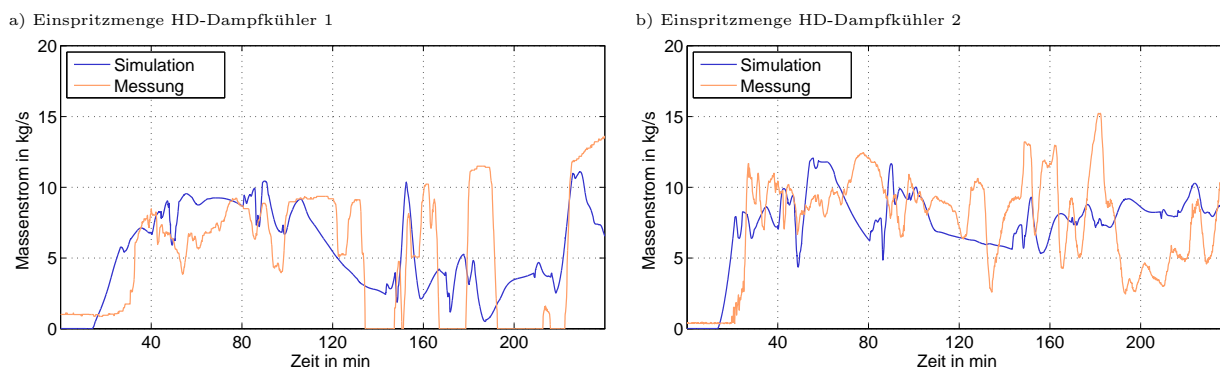 a) Einspritzmenge HD-Dampfkühler 1
20
15
10
5
0
Massenstrom in kg/s
Simulation
Messung
40 80 120 160 200
Zeit in min
b) Einspritzmenge HD-Dampfkühler 2
20
15
10
5
0
Massenstrom in kg/s
Simulation
Messung
40 80 120 160 200
Zeit in min